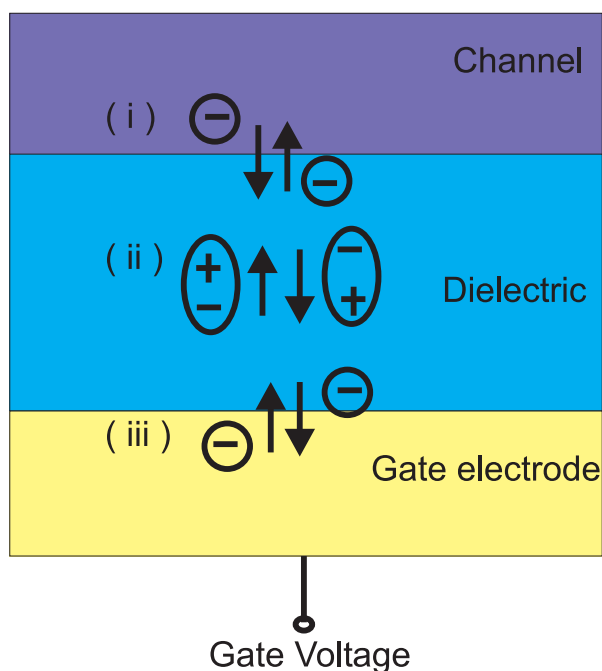 Channel
( i )
−
−
( ii )
+
−
−
+
Dielectric
−
( iii )
−
Gate electrode
Gate Voltage